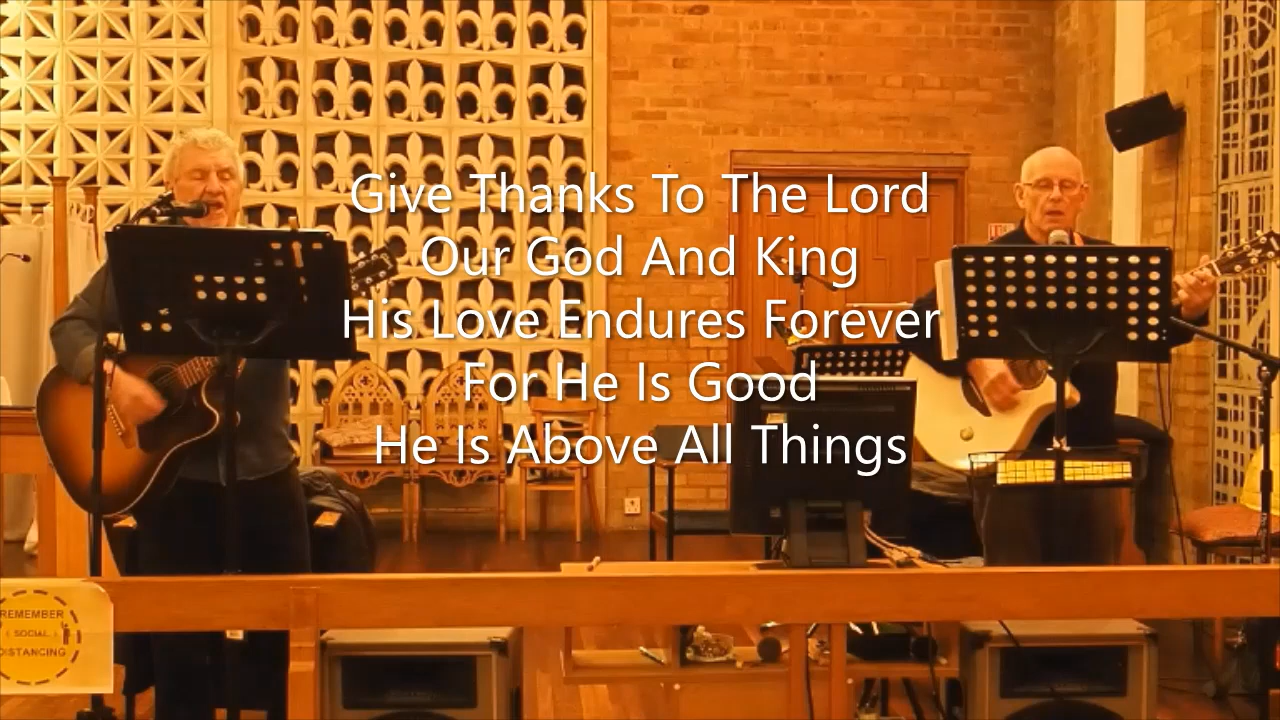 Give Thanks To The Lord
Our God And King
His Love Endures Forever
For He Is Good
He Is Above All Things
REMEMBER
SOCIAL
DISTANCING